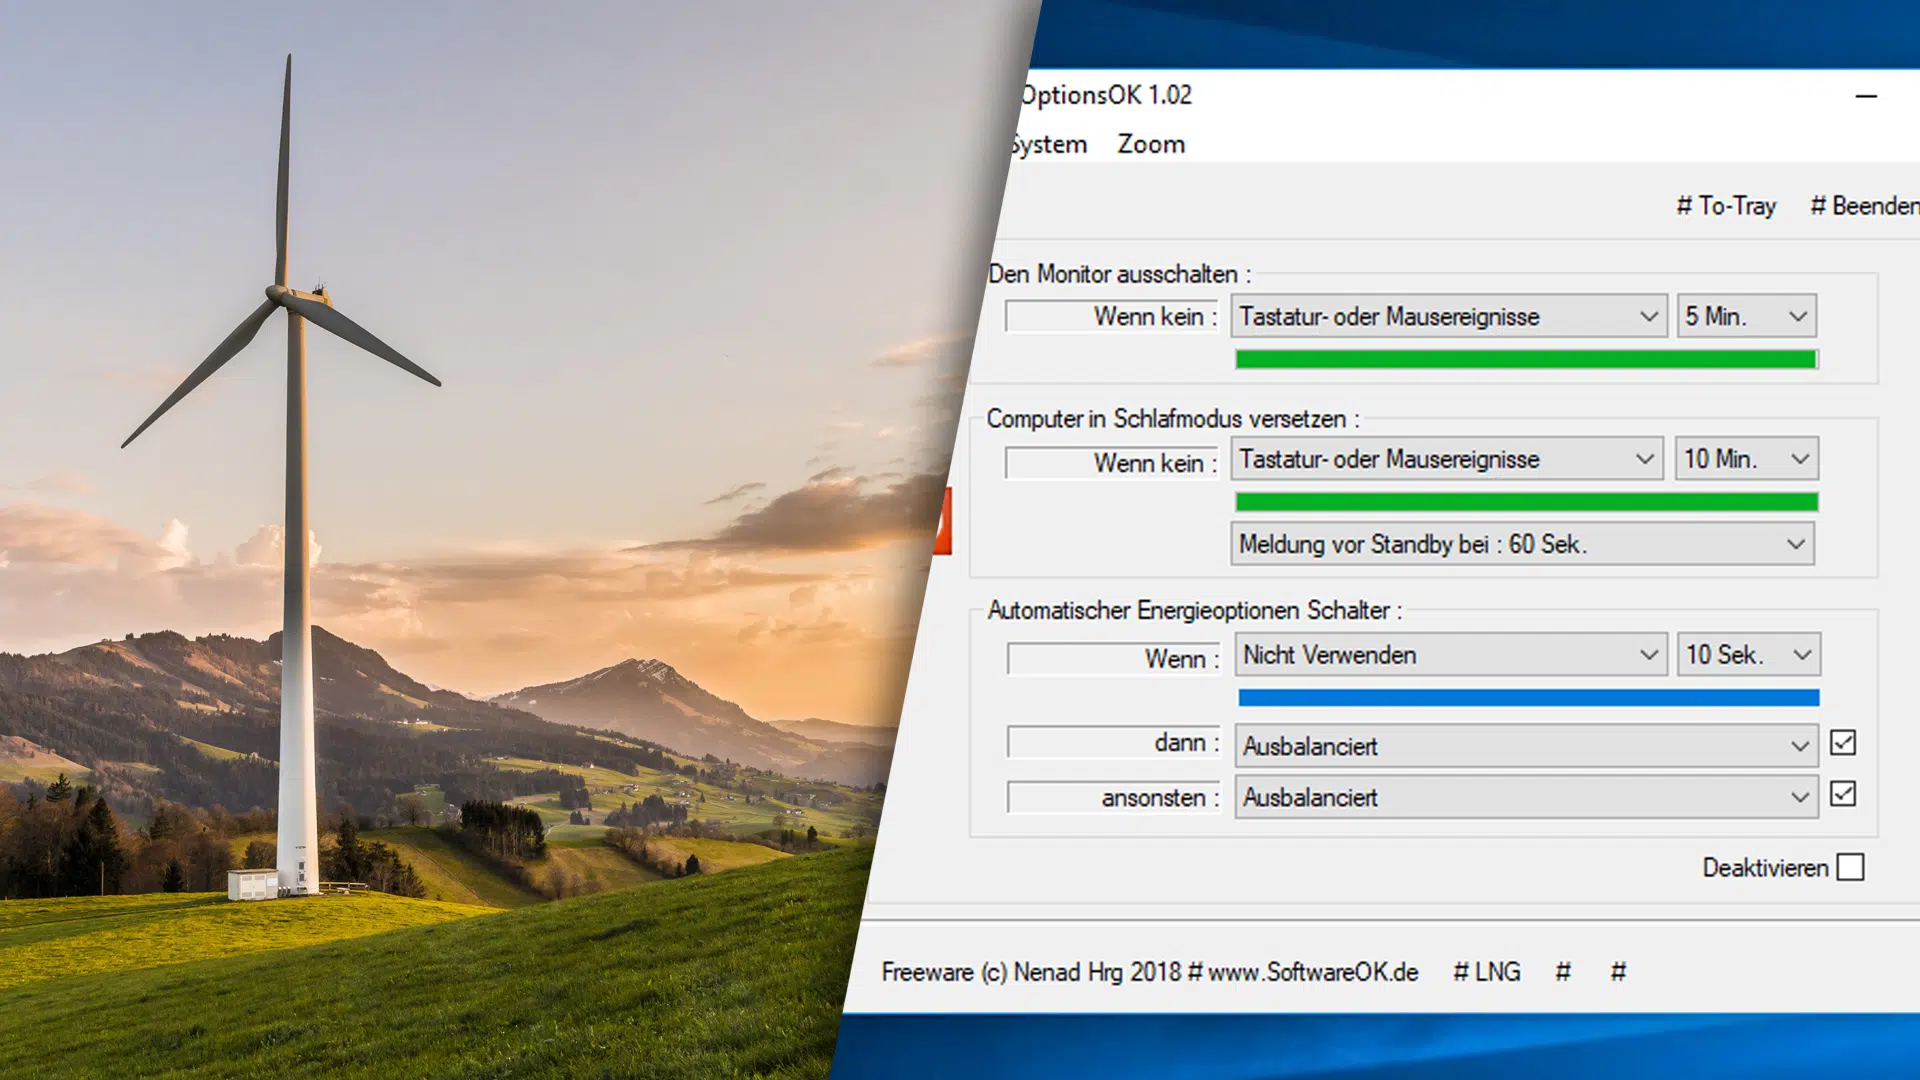 OptionsOK 1.02
System Zoom
# To-Tray # Beenden
Den Monitor ausschalten :
Wenn kein : Tastatur- oder Mausereignisse 5 Min.
Computer in Schlafmodus versetzen :
Wenn kein : Tastatur- oder Mausereignisse 10 Min.
Meldung vor Standby bei : 60 Sek.
Automatischer Energieoptionen Schalter :
Wenn : Nicht Verwenden 10 Sek.
dann : Ausbalanciert
ansonsten : Ausbalanciert
Deaktivieren
Freeware (c) Nenad Hrg 2018 # www.SoftwareOK.de # LNG # #